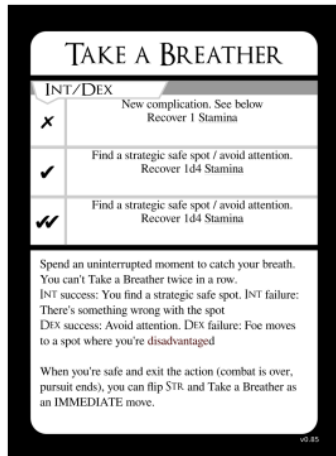 TAKE A BREATHER
INT/DEX
✗ New complication. See below
Recover 1 Stamina
✓ Find a strategic safe spot / avoid attention.
Recover 1d4 Stamina
✓✓ Find a strategic safe spot / avoid attention.
Recover 1d4 Stamina
Spend an uninterrupted moment to catch your breath.
You can't Take a Breather twice in a row.
INT success: You find a strategic safe spot. INT failure:
There's something wrong with the spot
DEX success: Avoid attention. DEX failure: Foe moves
to a spot where you're disadvantaged
When you're safe and exit the action (combat is over,
pursuit ends), you can flip STR and Take a Breather as
an IMMEDIATE move.
v0.85